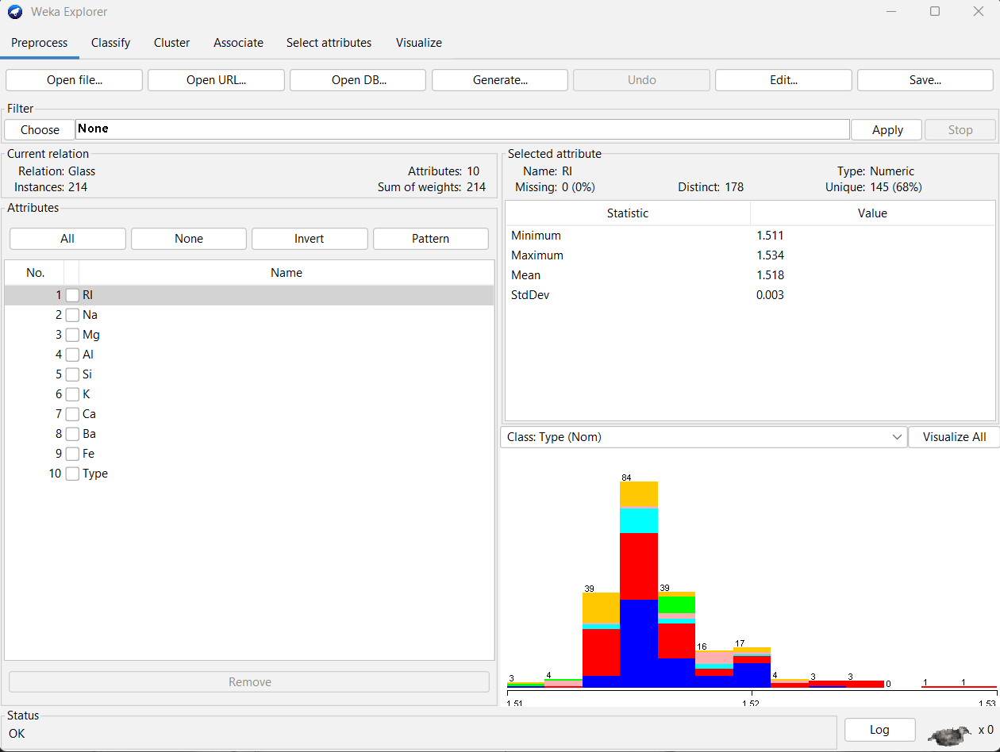 Weka Explorer
Preprocess Classify Cluster Associate Select attributes Visualize
Open file... Open URL... Open DB... Generate... Undo Edit... Save...
Filter
Choose None Apply Stop
Current relation
Relation: Glass Attributes: 10
Instances: 214 Sum of weights: 214
Attributes
All None Invert Pattern
No. Name
1 RI
2 Na
3 Mg
4 Al
5 Si
6 K
7 Ca
8 Ba
9 Fe
10 Type
Remove
Selected attribute
Name: RI Type: Numeric
Missing: 0 (0%) Distinct: 178 Unique: 145 (68%)
Statistic Value
Minimum 1.511
Maximum 1.534
Mean 1.518
StdDev 0.003
Class: Type (Nom) Visualize All
3 4 39 84 39 16 17 4 3 3 0 1 1
1.51 1.52 1.53
Status
OK
Log x 0